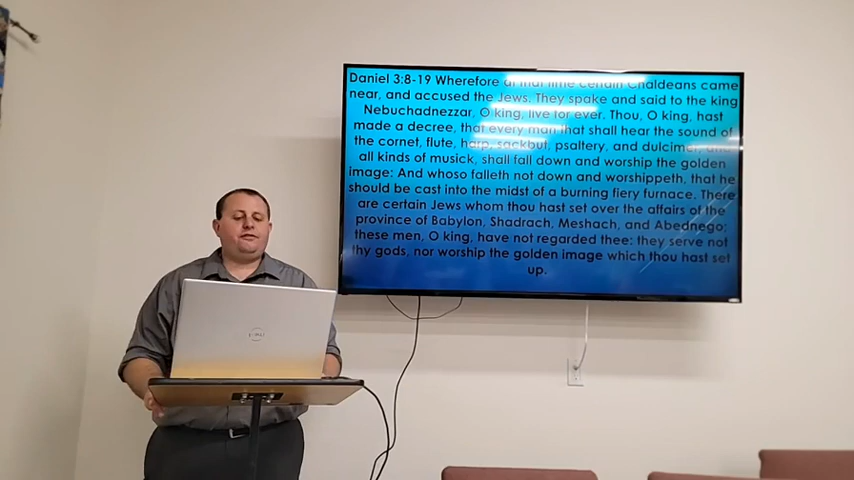 Daniel 3:8-19 Wherefore at that time certain Chaldeans came
near, and accused the Jews. They spake and said to the king
Nebuchadnezzar, O king, live for ever. Thou, O king, hast
made a decree, that every man that shall hear the sound of
the cornet, flute, harp, sackbut, psaltery, and dulcimer, and
all kinds of musick, shall fall down and worship the golden
image: And whoso falleth not down and worshippeth, that he
should be cast into the midst of a burning fiery furnace. There
are certain Jews whom thou hast set over the affairs of the
province of Babylon, Shadrach, Meshach, and Abednego;
these men, O king, have not regarded thee: they serve not
thy gods, nor worship the golden image which thou hast set
up.
DELL